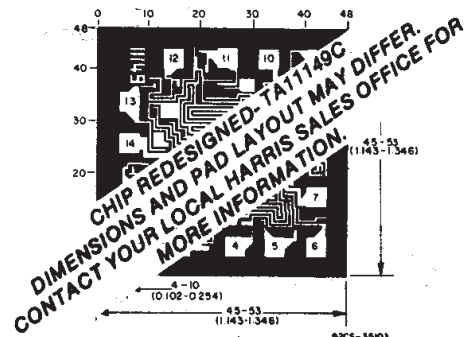 0 10 20 30 40 48
48
40
30
20
12 11 10
13
14
7
4 5 6
CHIP REDESIGNED-TA11149C
DIMENSIONS AND PAD LAYOUT MAY DIFFER.
CONTACT YOUR LOCAL HARRIS SALES OFFICE FOR
MORE INFORMATION.
45-53
(1.143-1.346)
4-10
(0.102-0.254)
45-53
(1.143-1.346)